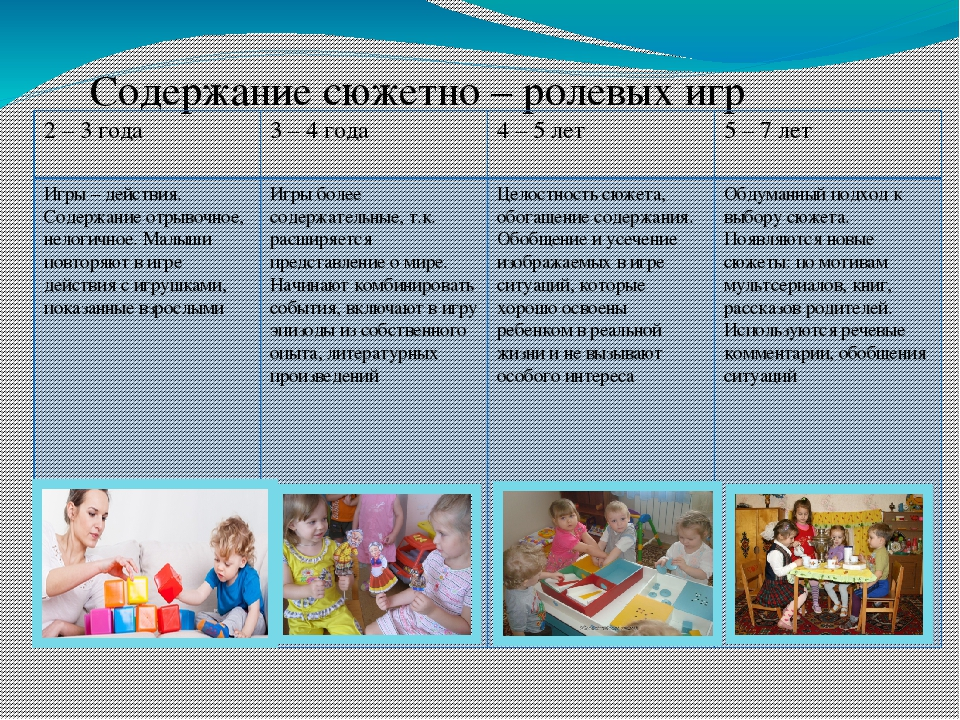 Содержание сюжетно – ролевых игр
2 – 3 года
3 – 4 года
4 – 5 лет
5 – 7 лет
Игры – действия.
Содержание отрывочное,
нелогичное. Малыши
повторяют в игре
действия с игрушками,
показанные взрослыми
Игры более
содержательные, т.к.
расширяется
представление о мире.
Начинают комбинировать
события, включают в игру
эпизоды из собственного
опыта, литературных
произведений
Целостность сюжета,
обогащение содержания.
Обобщение и усечение
изображаемых в игре
ситуаций, которые
хорошо освоены
ребенком в реальной
жизни и не вызывают
особого интереса
Обдуманный подход к
выбору сюжета.
Появляются новые
сюжеты: по мотивам
мультсериалов, книг,
рассказов родителей.
Используются речевые
комментарии, обобщения
ситуаций